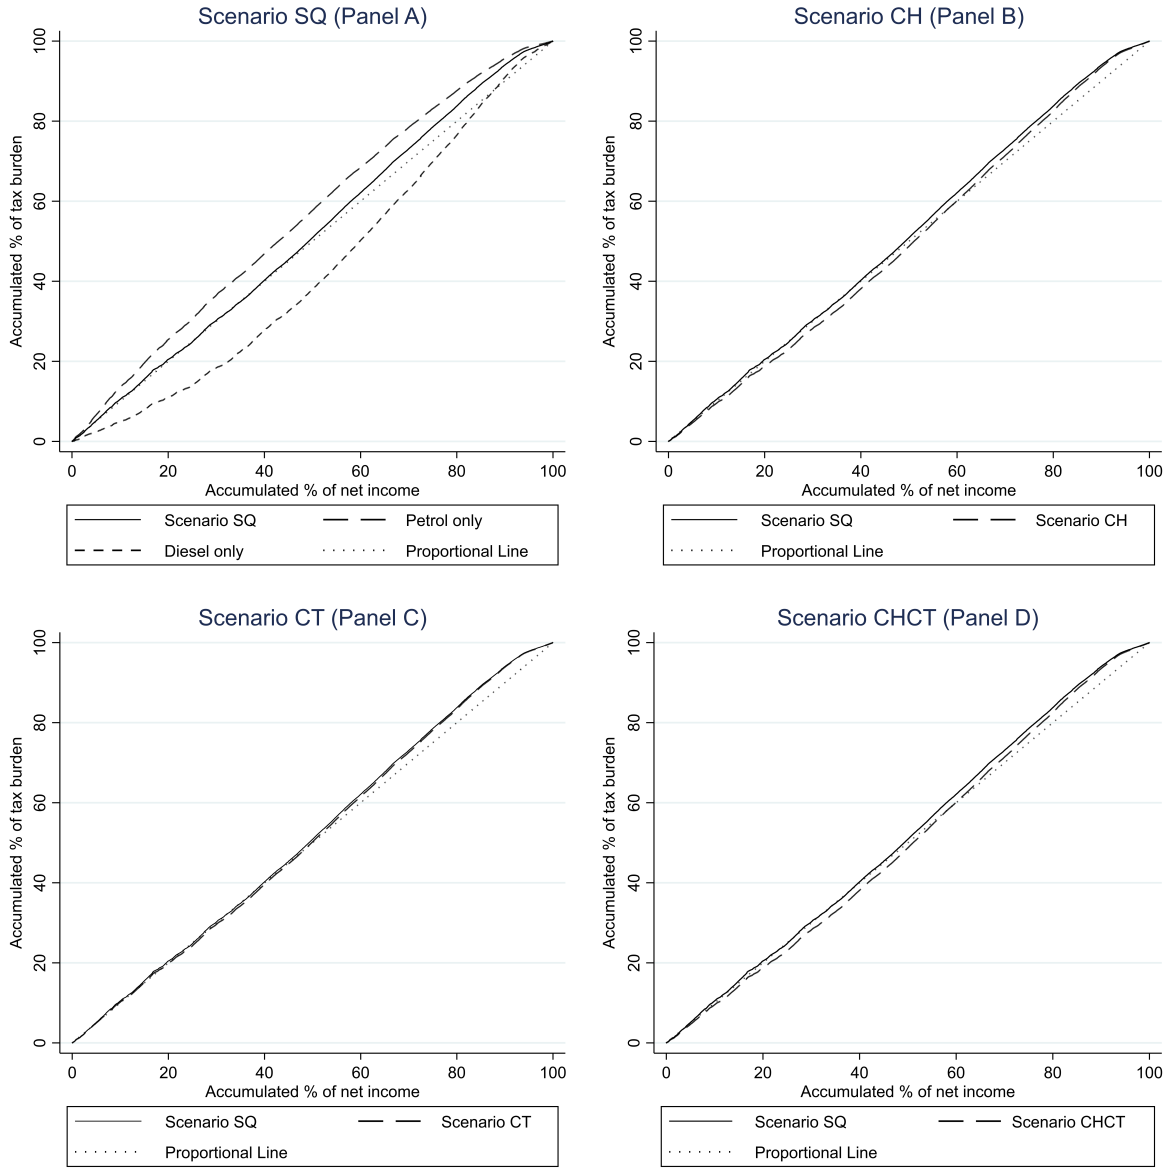 Scenario SQ (Panel A)
Accumulated % of tax burden
100
80
60
40
20
0
0 20 40 60 80 100
Accumulated % of net income
Scenario SQ Petrol only
Diesel only Proportional Line
Scenario CH (Panel B)
Accumulated % of tax burden
100
80
60
40
20
0
0 20 40 60 80 100
Accumulated % of net income
Scenario SQ Scenario CH
Proportional Line
Scenario CT (Panel C)
Accumulated % of tax burden
100
80
60
40
20
0
0 20 40 60 80 100
Accumulated % of net income
Scenario SQ Scenario CT
Proportional Line
Scenario CHCT (Panel D)
Accumulated % of tax burden
100
80
60
40
20
0
0 20 40 60 80 100
Accumulated % of net income
Scenario SQ Scenario CHCT
Proportional Line